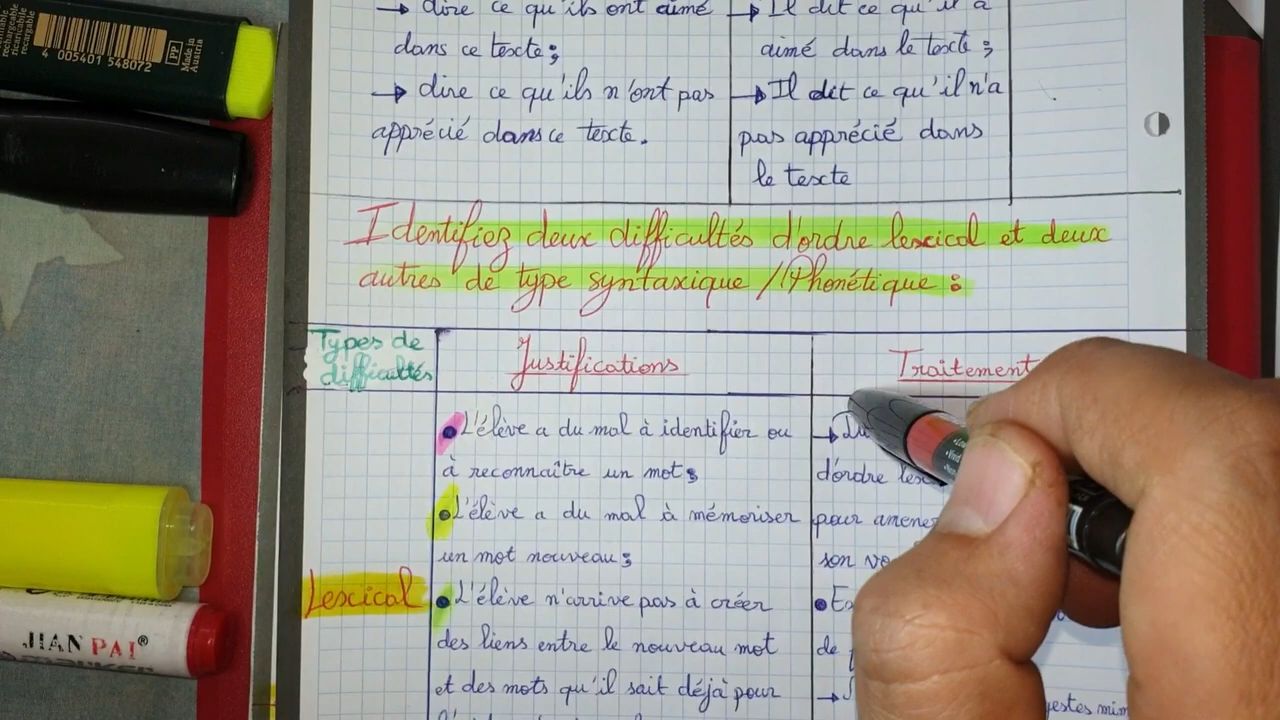 → dire ce qu'ils ont aimé
dans ce texte ;
→ dire ce qu'ils n'ont pas
apprécié dans ce texte.
→ Il dit ce qu'il a
aimé dans le texte ;
→ Il dit ce qu'il n'a
pas apprécié dans
le texte
Identifiez deux difficultés d'ordre lexical et deux
autres de type syntaxique / Phonétique :
Types de
difficultés
Justifications
Traitement
Lexical
• L'élève a du mal à identifier ou
à reconnaître un mot ;
• L'élève a du mal à mémoriser
un mot nouveau ;
• L'élève n'arrive pas à créer
des liens entre le nouveau mot
et des mots qu'il sait déjà pour
d'ordre
pour
son
de
4 005401 548072
PP
Made in
Austria
JIAN PAI®
marker